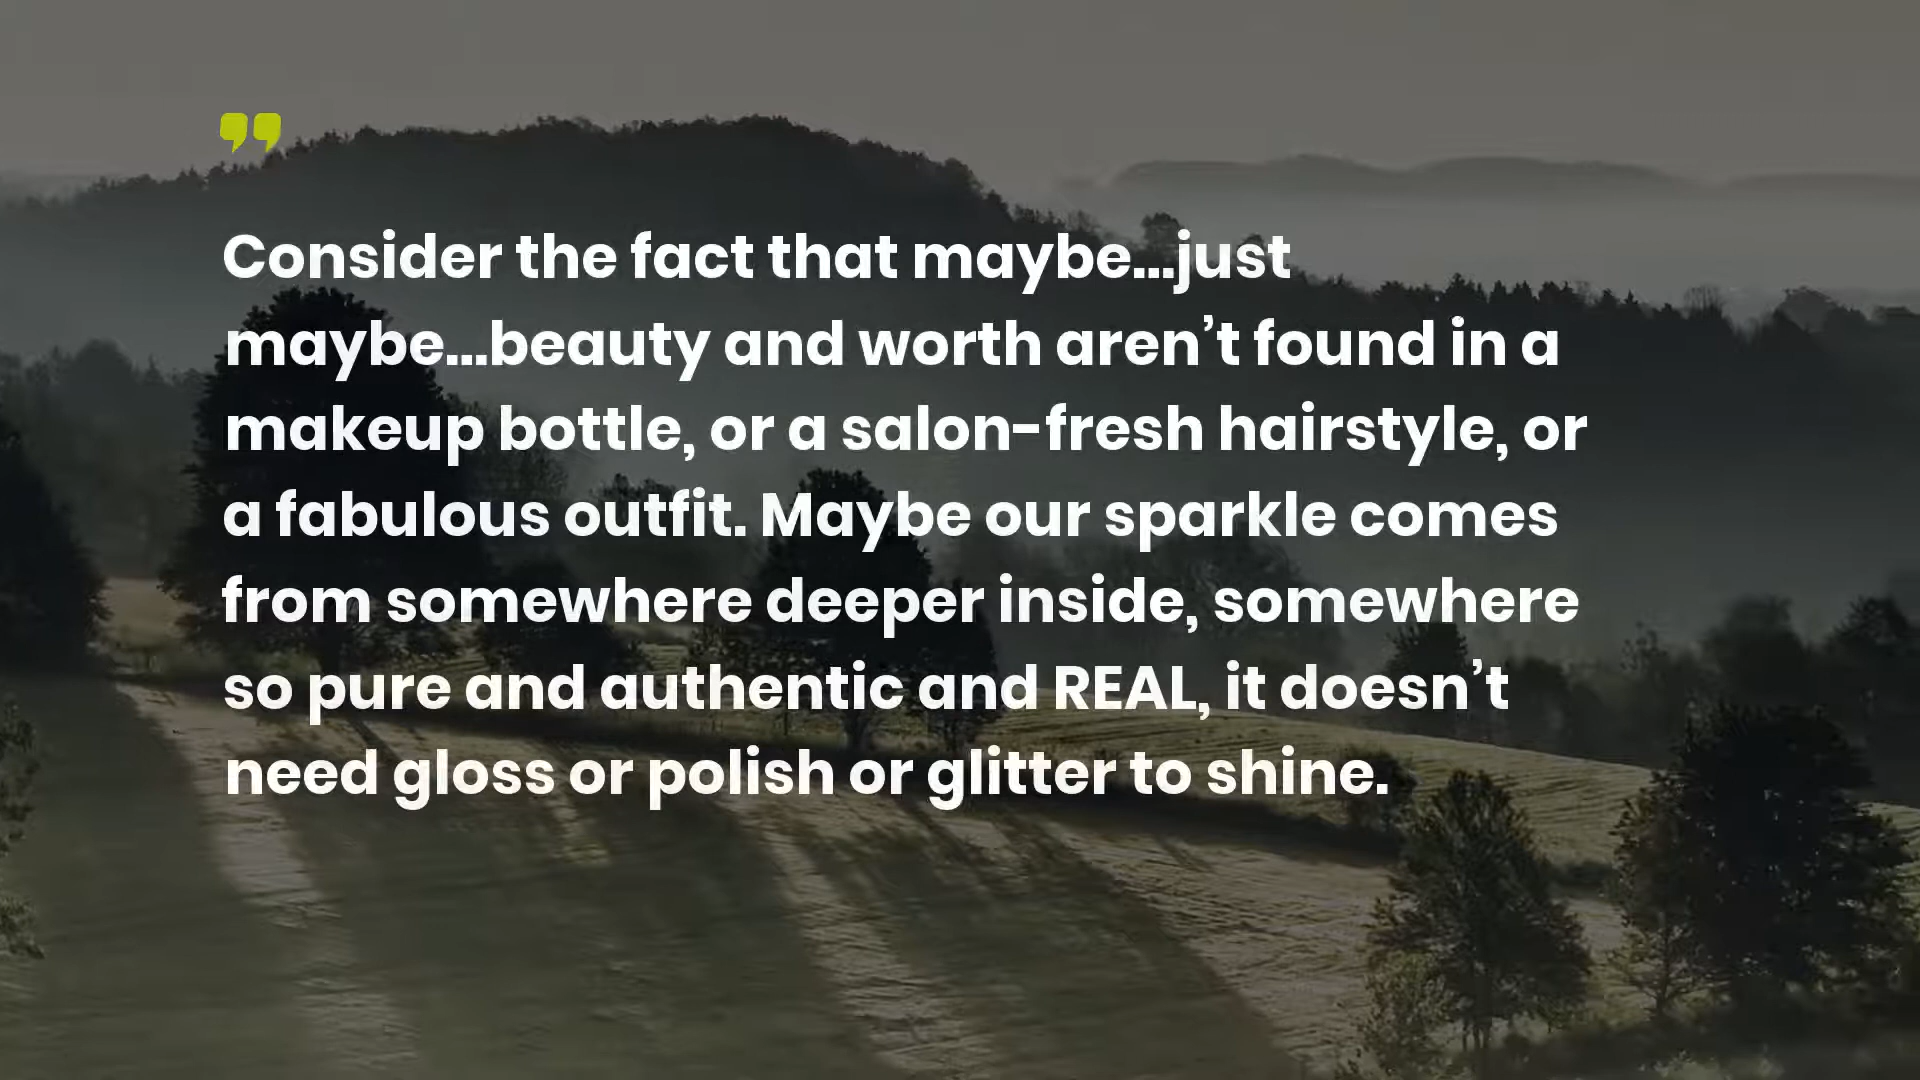 Consider the fact that maybe...just
maybe...beauty and worth aren’t found in a
makeup bottle, or a salon-fresh hairstyle, or
a fabulous outfit. Maybe our sparkle comes
from somewhere deeper inside, somewhere
so pure and authentic and REAL, it doesn’t
need gloss or polish or glitter to shine.